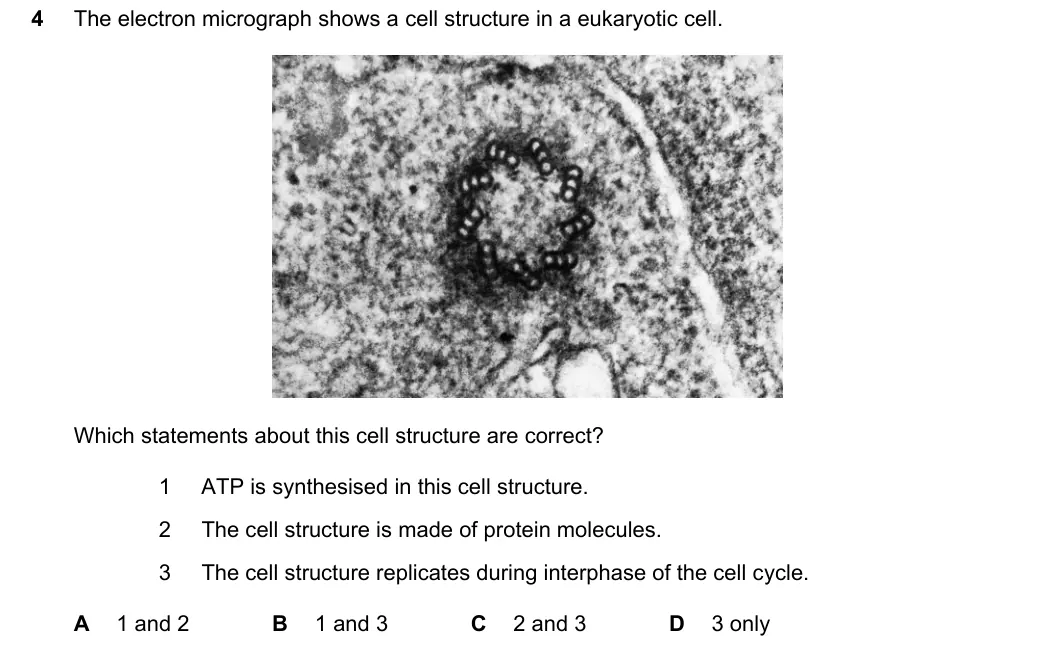 4 The electron micrograph shows a cell structure in a eukaryotic cell.
Which statements about this cell structure are correct?
1 ATP is synthesised in this cell structure.
2 The cell structure is made of protein molecules.
3 The cell structure replicates during interphase of the cell cycle.
A 1 and 2 B 1 and 3 C 2 and 3 D 3 only